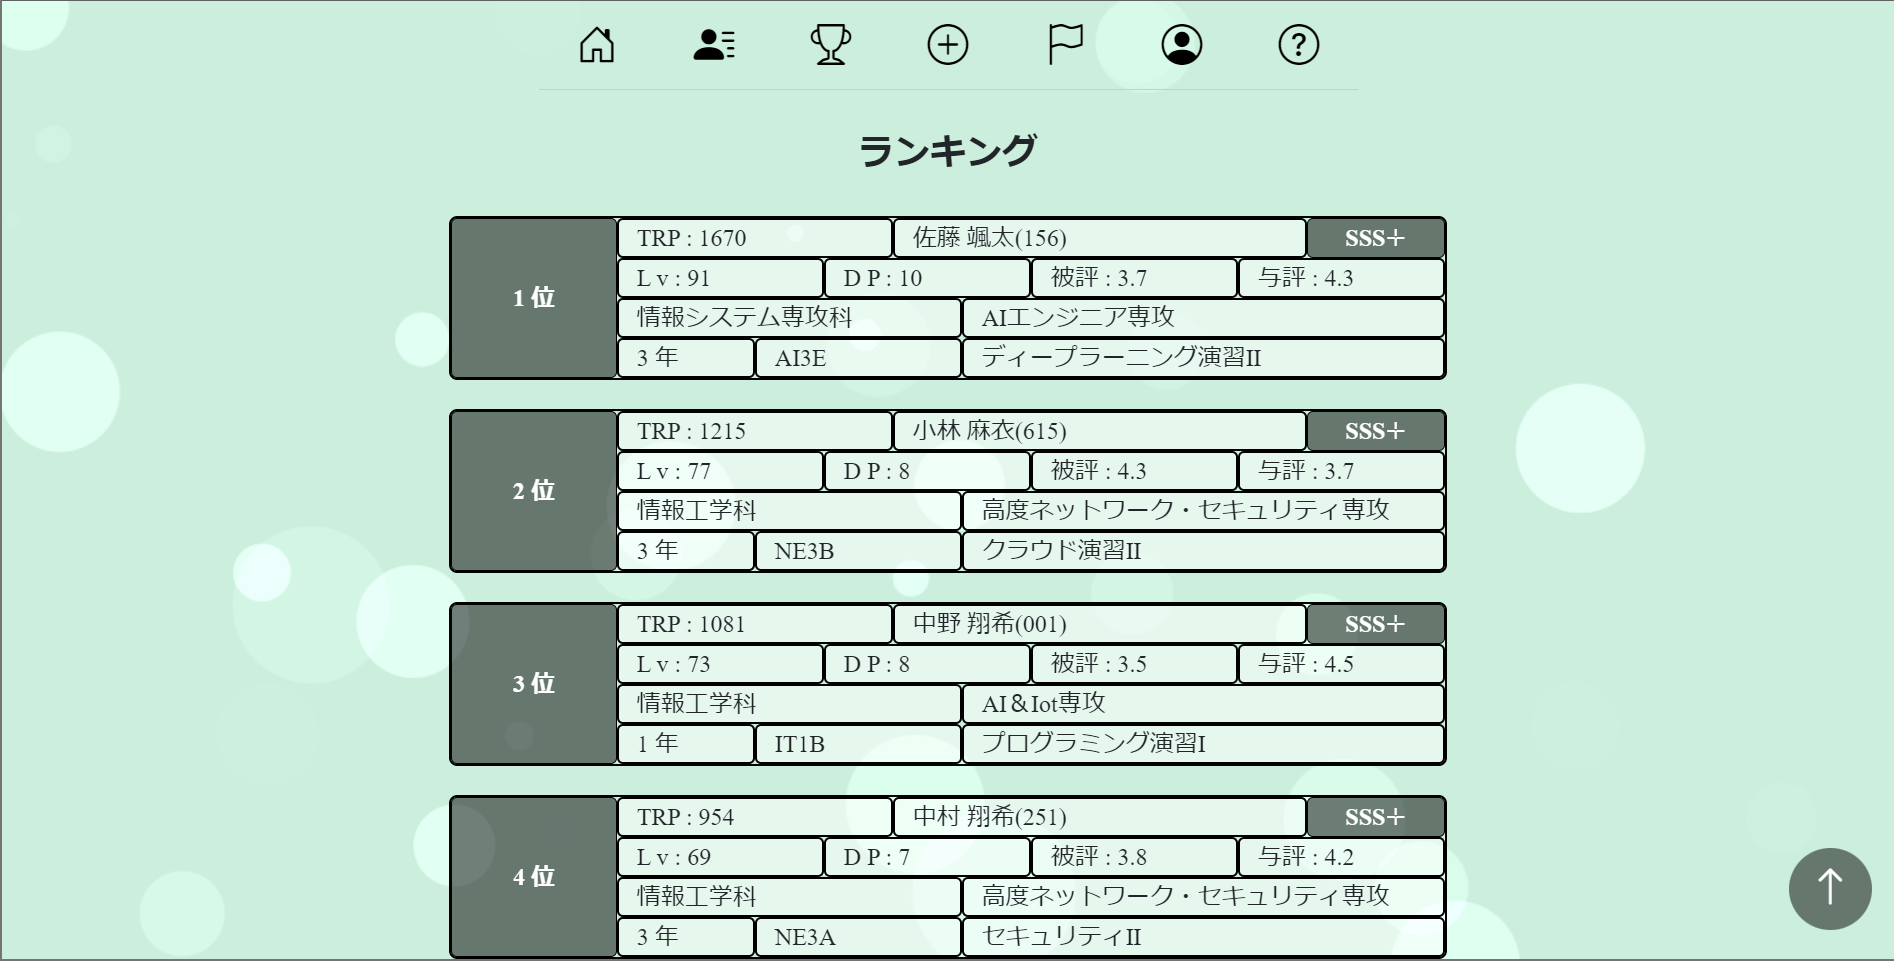 ランキング
1 位
TRP : 1670 佐藤 颯太(156) SSS＋
L v : 91 D P : 10 被評 : 3.7 与評 : 4.3
情報システム専攻科 AIエンジニア専攻
3 年 AI3E ディープラーニング演習II
2 位
TRP : 1215 小林 麻衣(615) SSS＋
L v : 77 D P : 8 被評 : 4.3 与評 : 3.7
情報工学科 高度ネットワーク・セキュリティ専攻
3 年 NE3B クラウド演習II
3 位
TRP : 1081 中野 翔希(001) SSS＋
L v : 73 D P : 8 被評 : 3.5 与評 : 4.5
情報工学科 AI＆Iot専攻
1 年 IT1B プログラミング演習I
4 位
TRP : 954 中村 翔希(251) SSS＋
L v : 69 D P : 7 被評 : 3.8 与評 : 4.2
情報工学科 高度ネットワーク・セキュリティ専攻
3 年 NE3A セキュリティII